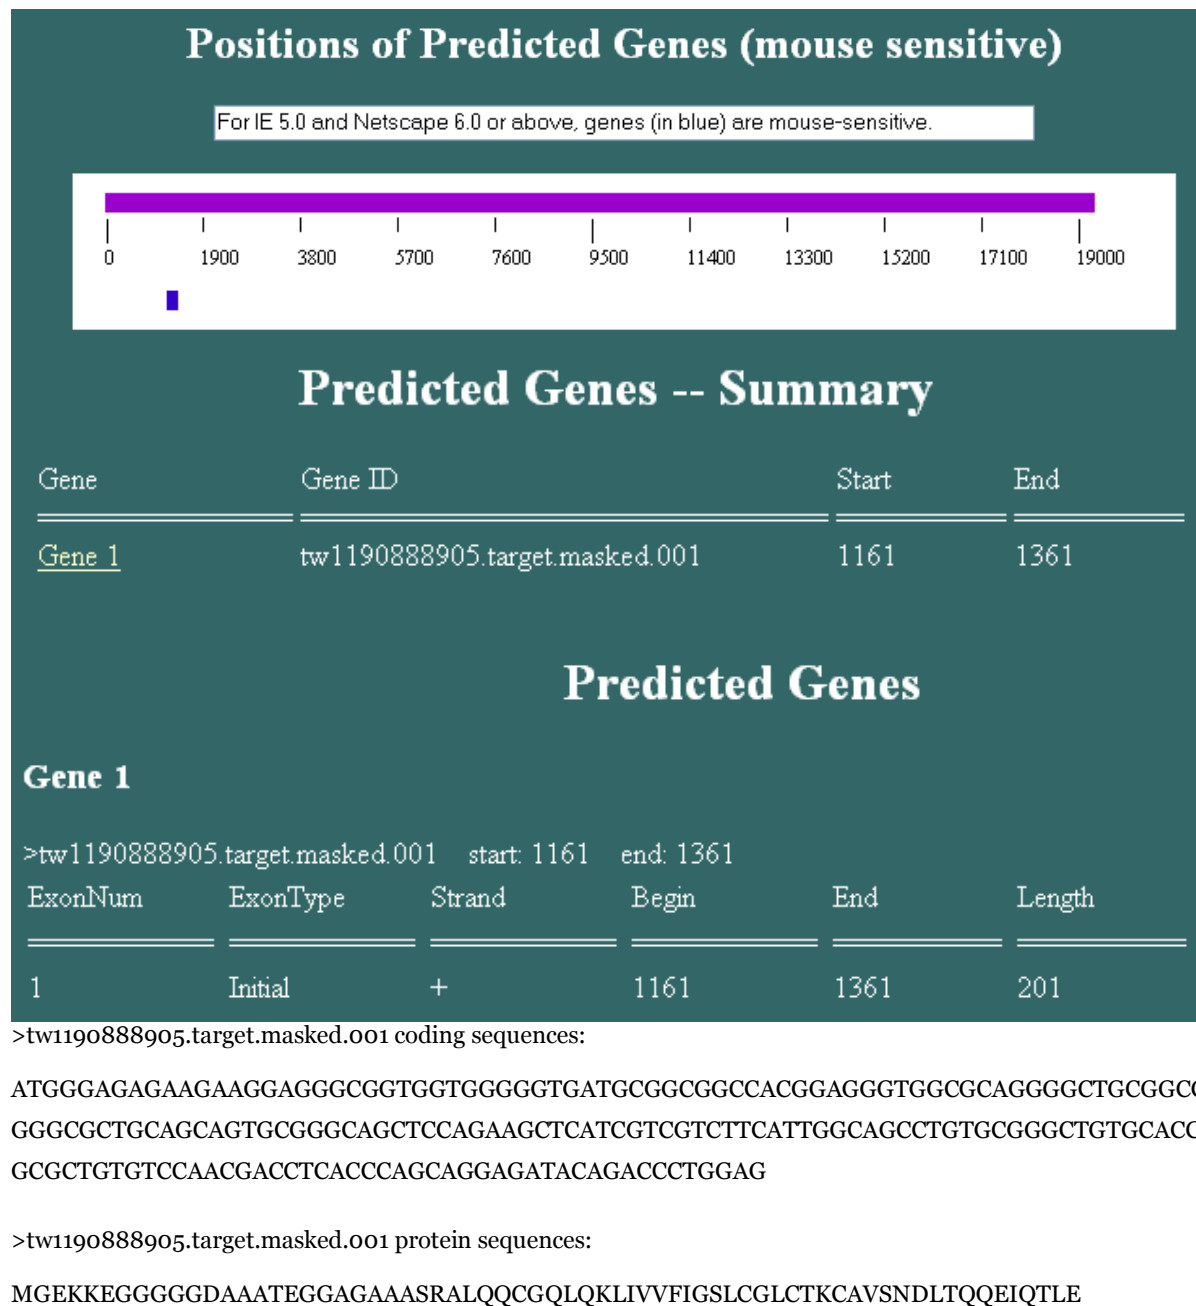 Positions of Predicted Genes (mouse sensitive)
For IE 5.0 and Netscape 6.0 or above, genes (in blue) are mouse-sensitive.
0 1900 3800 5700 7600 9500 11400 13300 15200 17100 19000
Predicted Genes -- Summary
Gene Gene ID Start End
Gene 1 tw1190888905.target.masked.001 1161 1361
Predicted Genes
Gene 1
>tw1190888905.target.masked.001 start: 1161 end: 1361
ExonNum ExonType Strand Begin End Length
1 Initial + 1161 1361 201
>tw1190888905.target.masked.001 coding sequences:
ATGGGAGAGAAGAAGGAGGGCGGTGGTGGGGGTGATGCGGCGGCCACGGAGGGTGGCGCAGGGGCTGCGGCC
GGGCGCTGCAGCAGTGCGGGCAGCTCCAGAAGCTCATCGTCGTCTTCATTGGCAGCCTGTGCGGGCTGTGCACC
GCGCTGTGTCCAACGACCTCACCCAGCAGGAGATACAGACCCTGGAG
>tw1190888905.target.masked.001 protein sequences:
MGEKKEGGGGGDAAATEGGAGAAASRALQQCGQLQKLIVVFIGSLCGLCTKCAVSNDLTQQEIQTLE